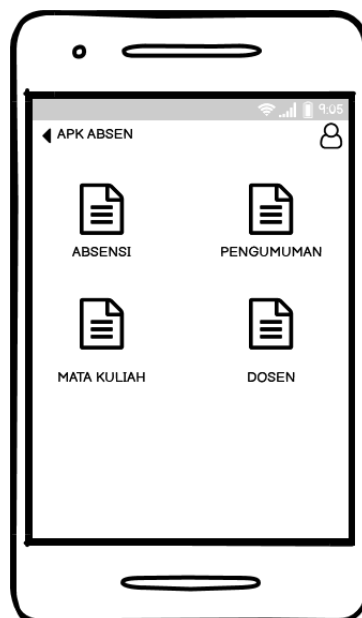 9:05
APK ABSEN
ABSENSI
PENGUMUMAN
MATA KULIAH
DOSEN